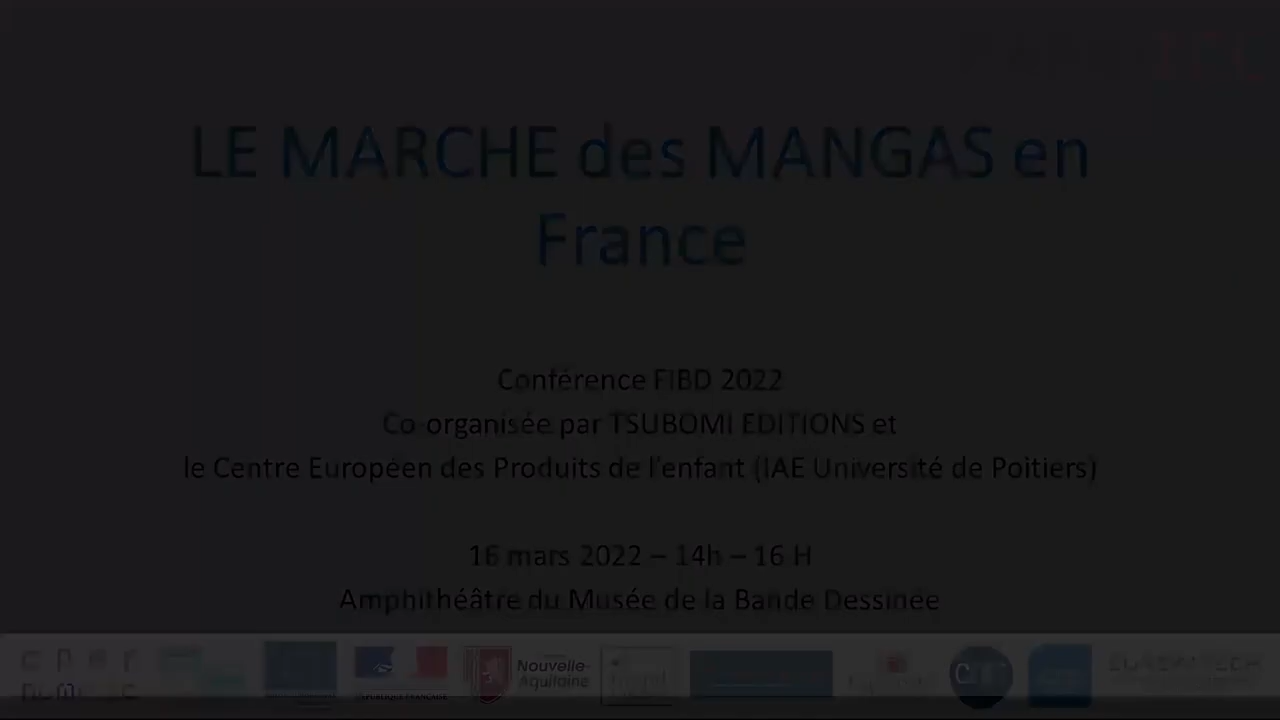 LE MARCHE des MANGAS en
France
Conférence FIBD 2022
Co-organisée par TSUBOMI EDITIONS et
le Centre Européen des Produits de l'enfant (IAE Université de Poitiers)
16 mars 2022 – 14h – 16 H
Amphithéâtre du Musée de la Bande Dessinée
RÉPUBLIQUE FRANÇAISE
Nouvelle-
Aquitaine